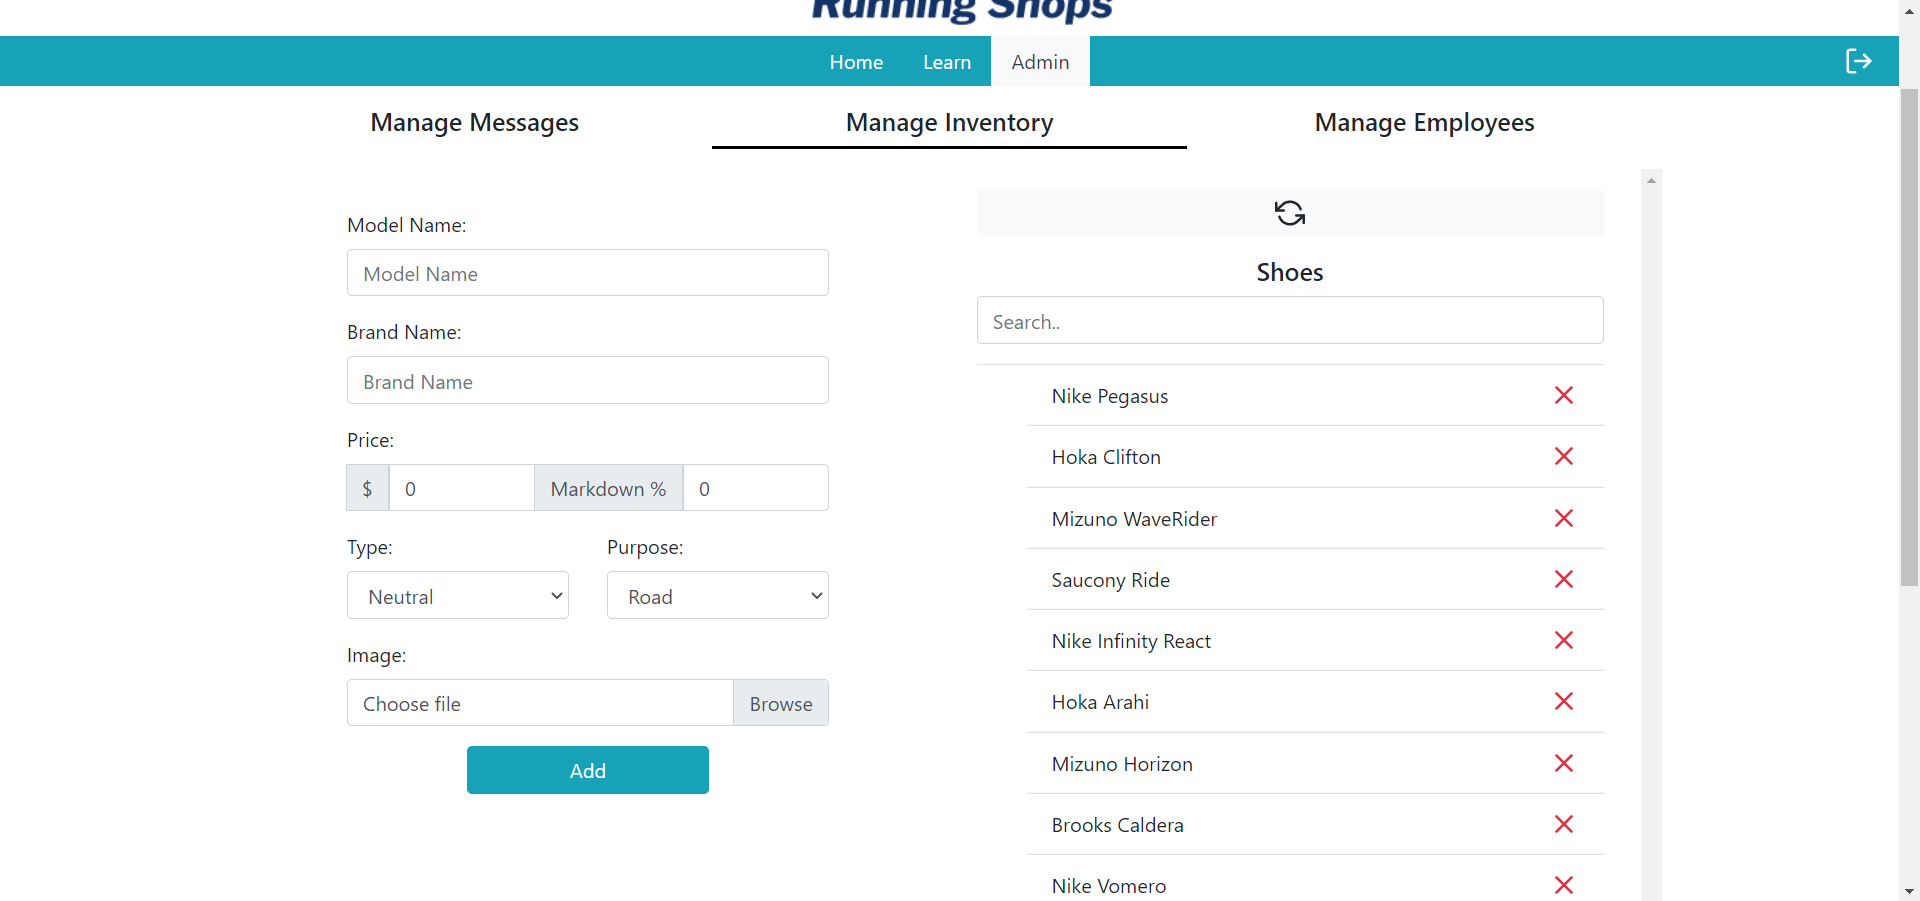 Running Shops
Home Learn Admin
Manage Messages Manage Inventory Manage Employees
Model Name:
Model Name
Brand Name:
Brand Name
Price:
$ 0 Markdown % 0
Type: Purpose:
Neutral Road
Image:
Choose file Browse
Add
Shoes
Search..
Nike Pegasus
Hoka Clifton
Mizuno WaveRider
Saucony Ride
Nike Infinity React
Hoka Arahi
Mizuno Horizon
Brooks Caldera
Nike Vomero